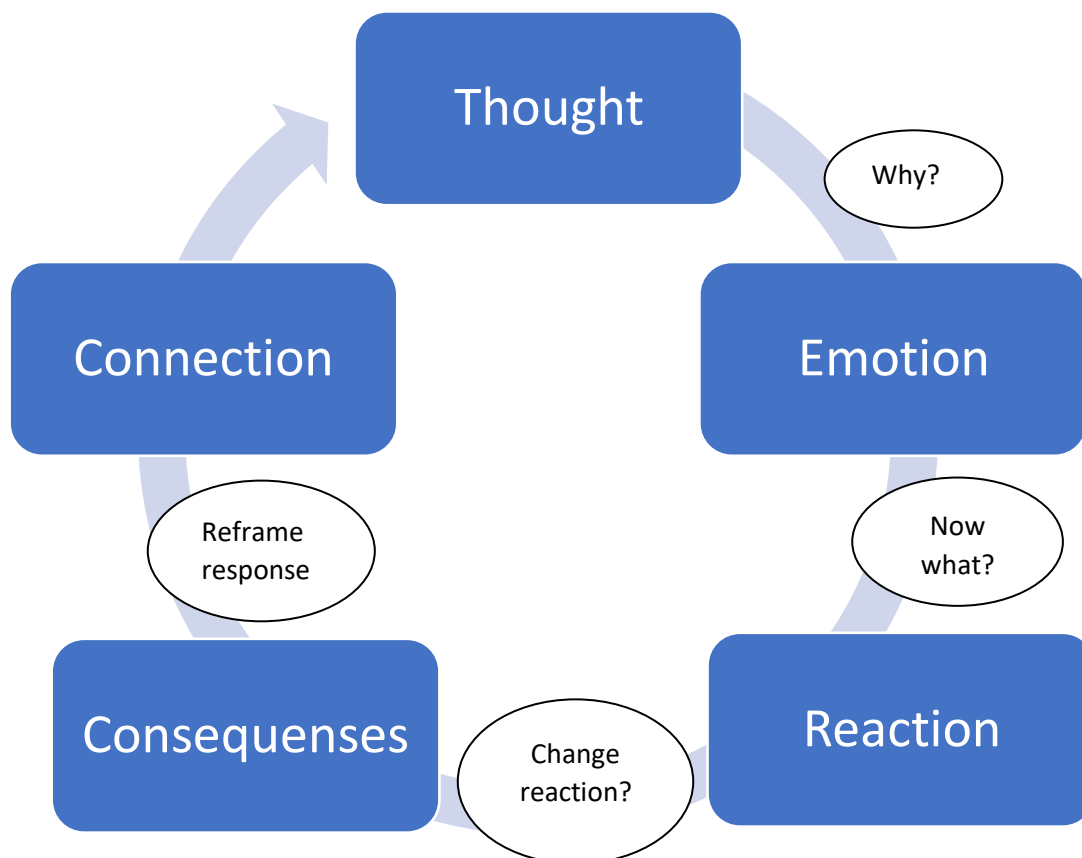 Thought
Why?
Emotion
Now
what?
Reaction
Change
reaction?
Consequenses
Reframe
response
Connection